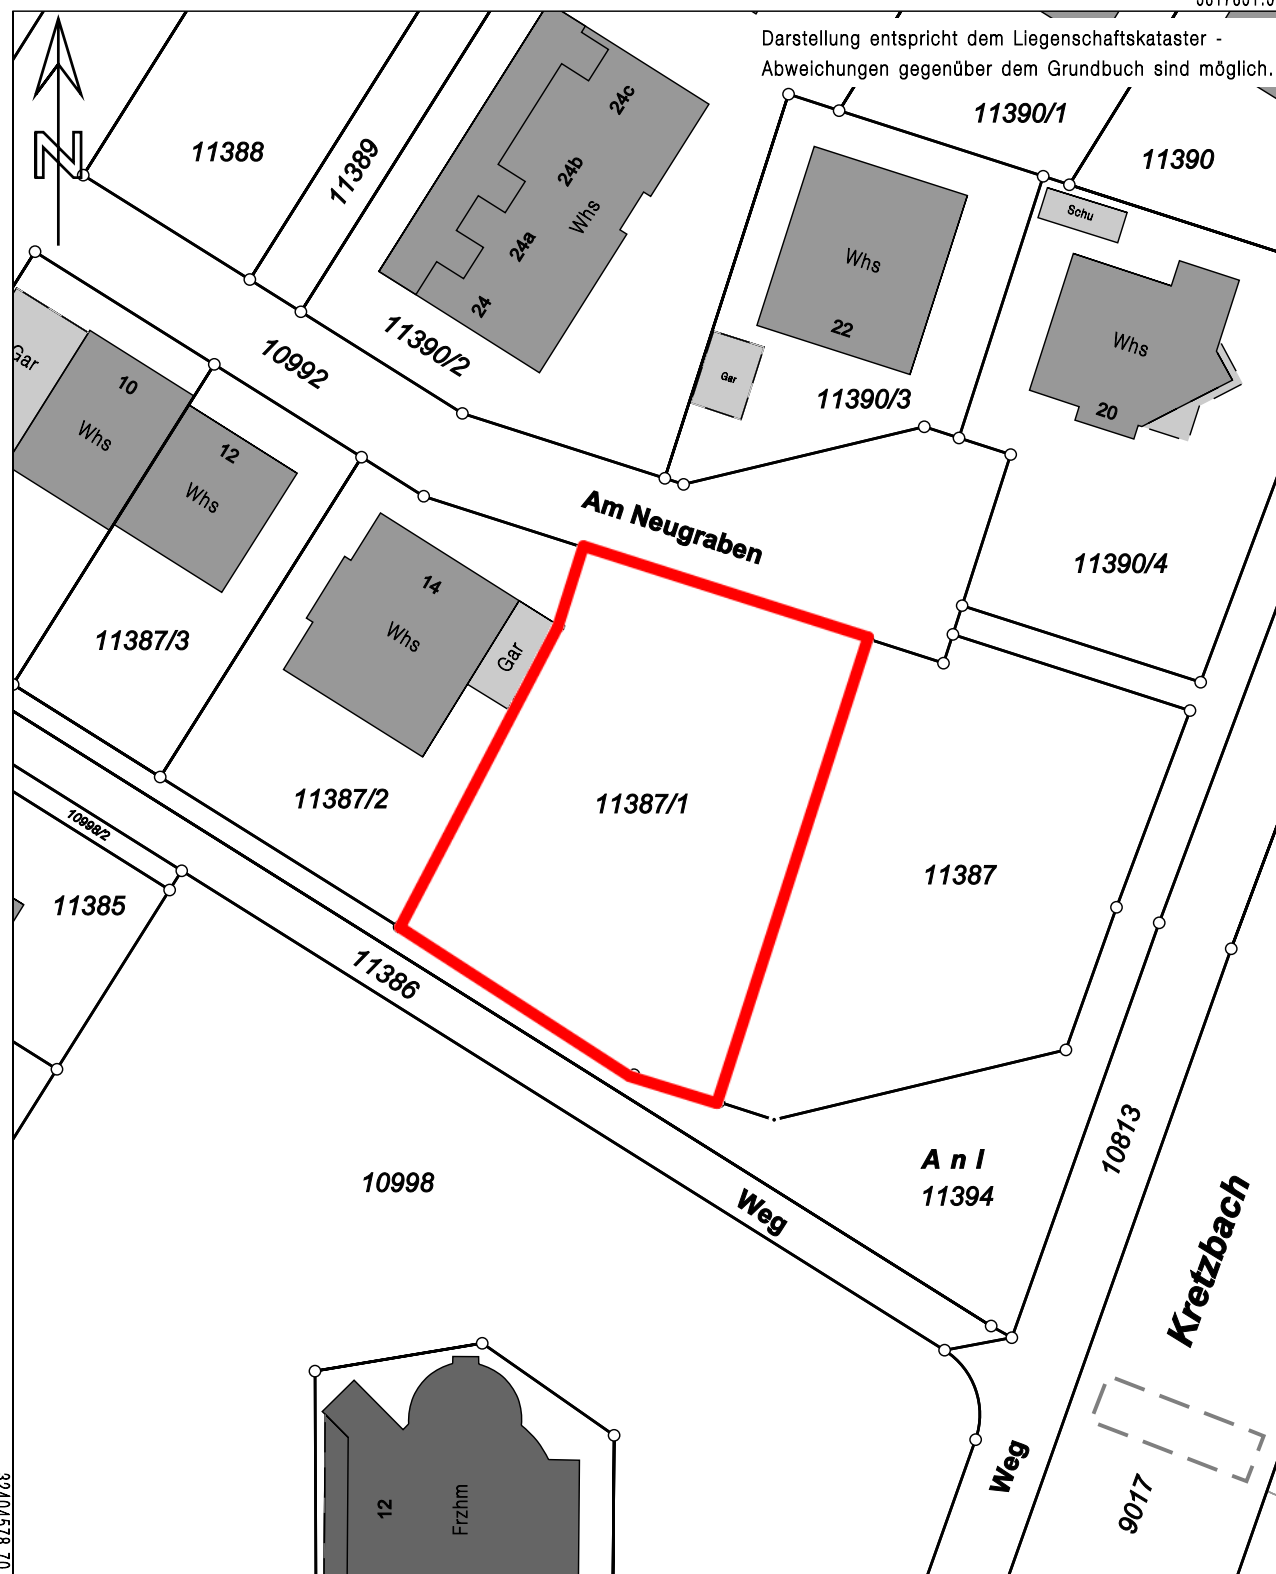 Darstellung entspricht dem Liegenschaftskataster -
Abweichungen gegenüber dem Grundbuch sind möglich.
N
11388
11389
24c
24b
Whs
24a
24
11390/2
11390/1
11390
Schu
Whs
22
Gar
11390/3
Whs
20
10992
Gar
10
Whs
12
Whs
Am Neugraben
11390/4
14
Whs
Gar
11387/3
11387/2
11387/1
11387
10998/2
11385
11386
10998
Weg
Anl
11394
10813
Kretzbach
Weg
9017
12
Frzhm